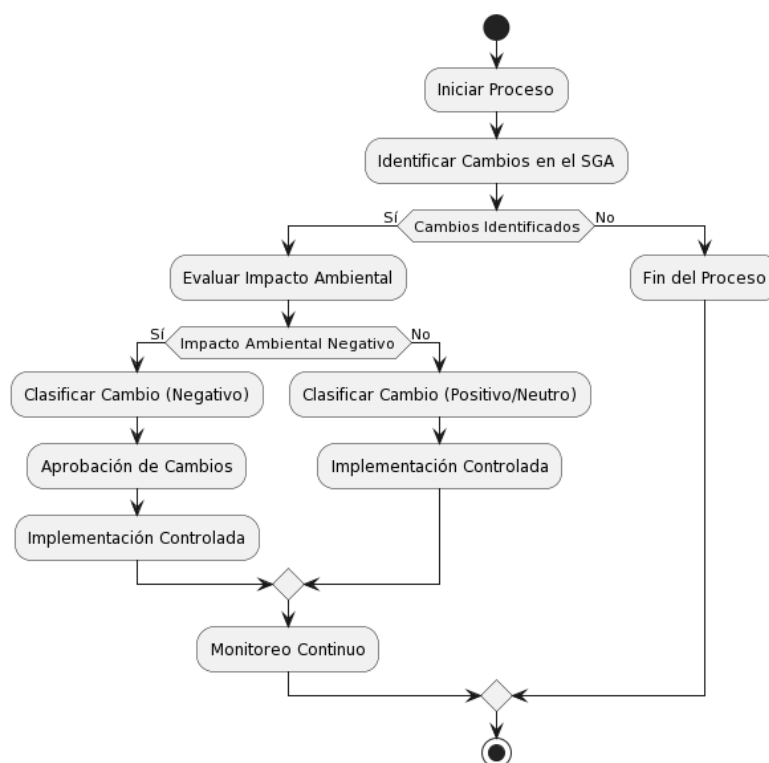 Iniciar Proceso
Identificar Cambios en el SGA
Sí
Cambios Identificados
No
Evaluar Impacto Ambiental
Fin del Proceso
Sí
Impacto Ambiental Negativo
No
Clasificar Cambio (Negativo)
Clasificar Cambio (Positivo/Neutro)
Aprobación de Cambios
Implementación Controlada
Implementación Controlada
Monitoreo Continuo